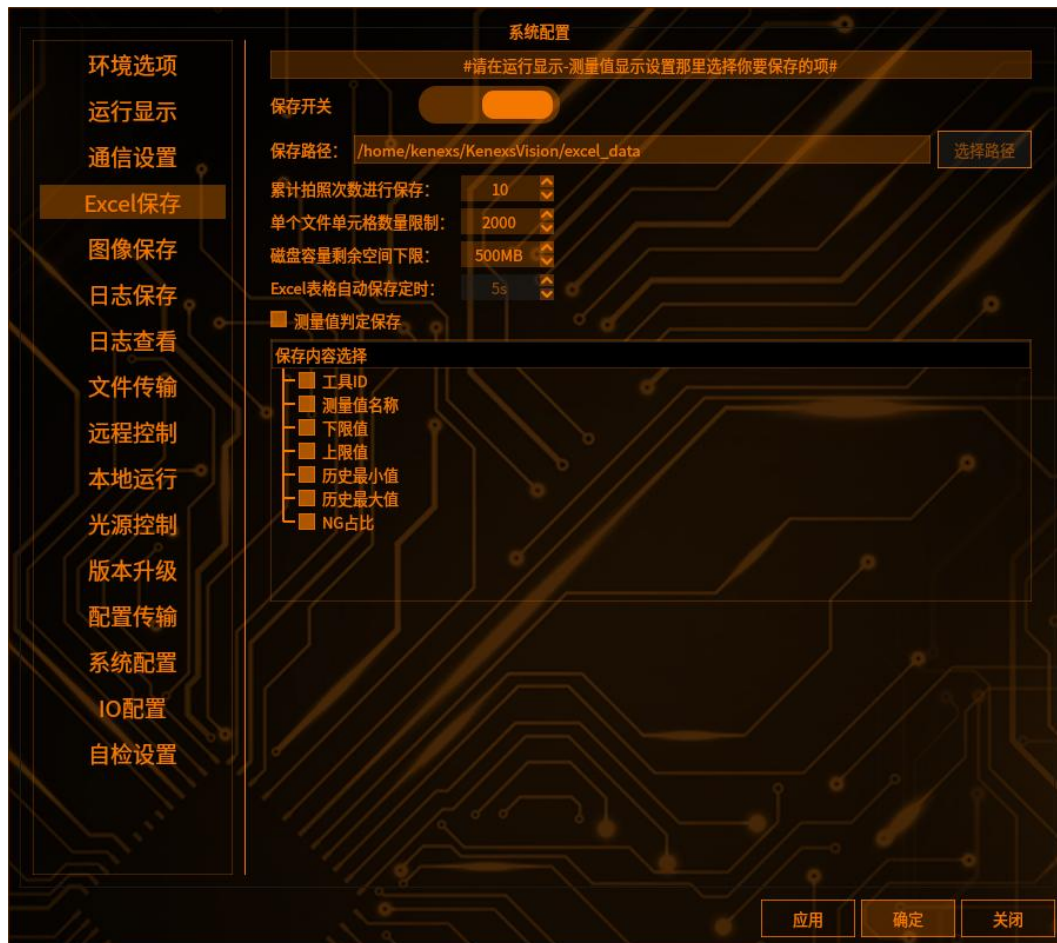 系统配置
环境选项
运行显示
通信设置
Excel保存
图像保存
日志保存
日志查看
文件传输
远程控制
本地运行
光源控制
版本升级
配置传输
系统配置
IO配置
自检设置
#请在运行显示-测量值显示设置那里选择你要保存的项#
保存开关
保存路径： /home/kenexs/KenexsVision/excel_data 选择路径
累计拍照次数进行保存： 10
单个文件单元格数量限制： 2000
磁盘容量剩余空间下限： 500MB
Excel表格自动保存定时： 5s
测量值判定保存
保存内容选择
工具ID
测量值名称
下限值
上限值
历史最小值
历史最大值
NG占比
应用 确定 关闭